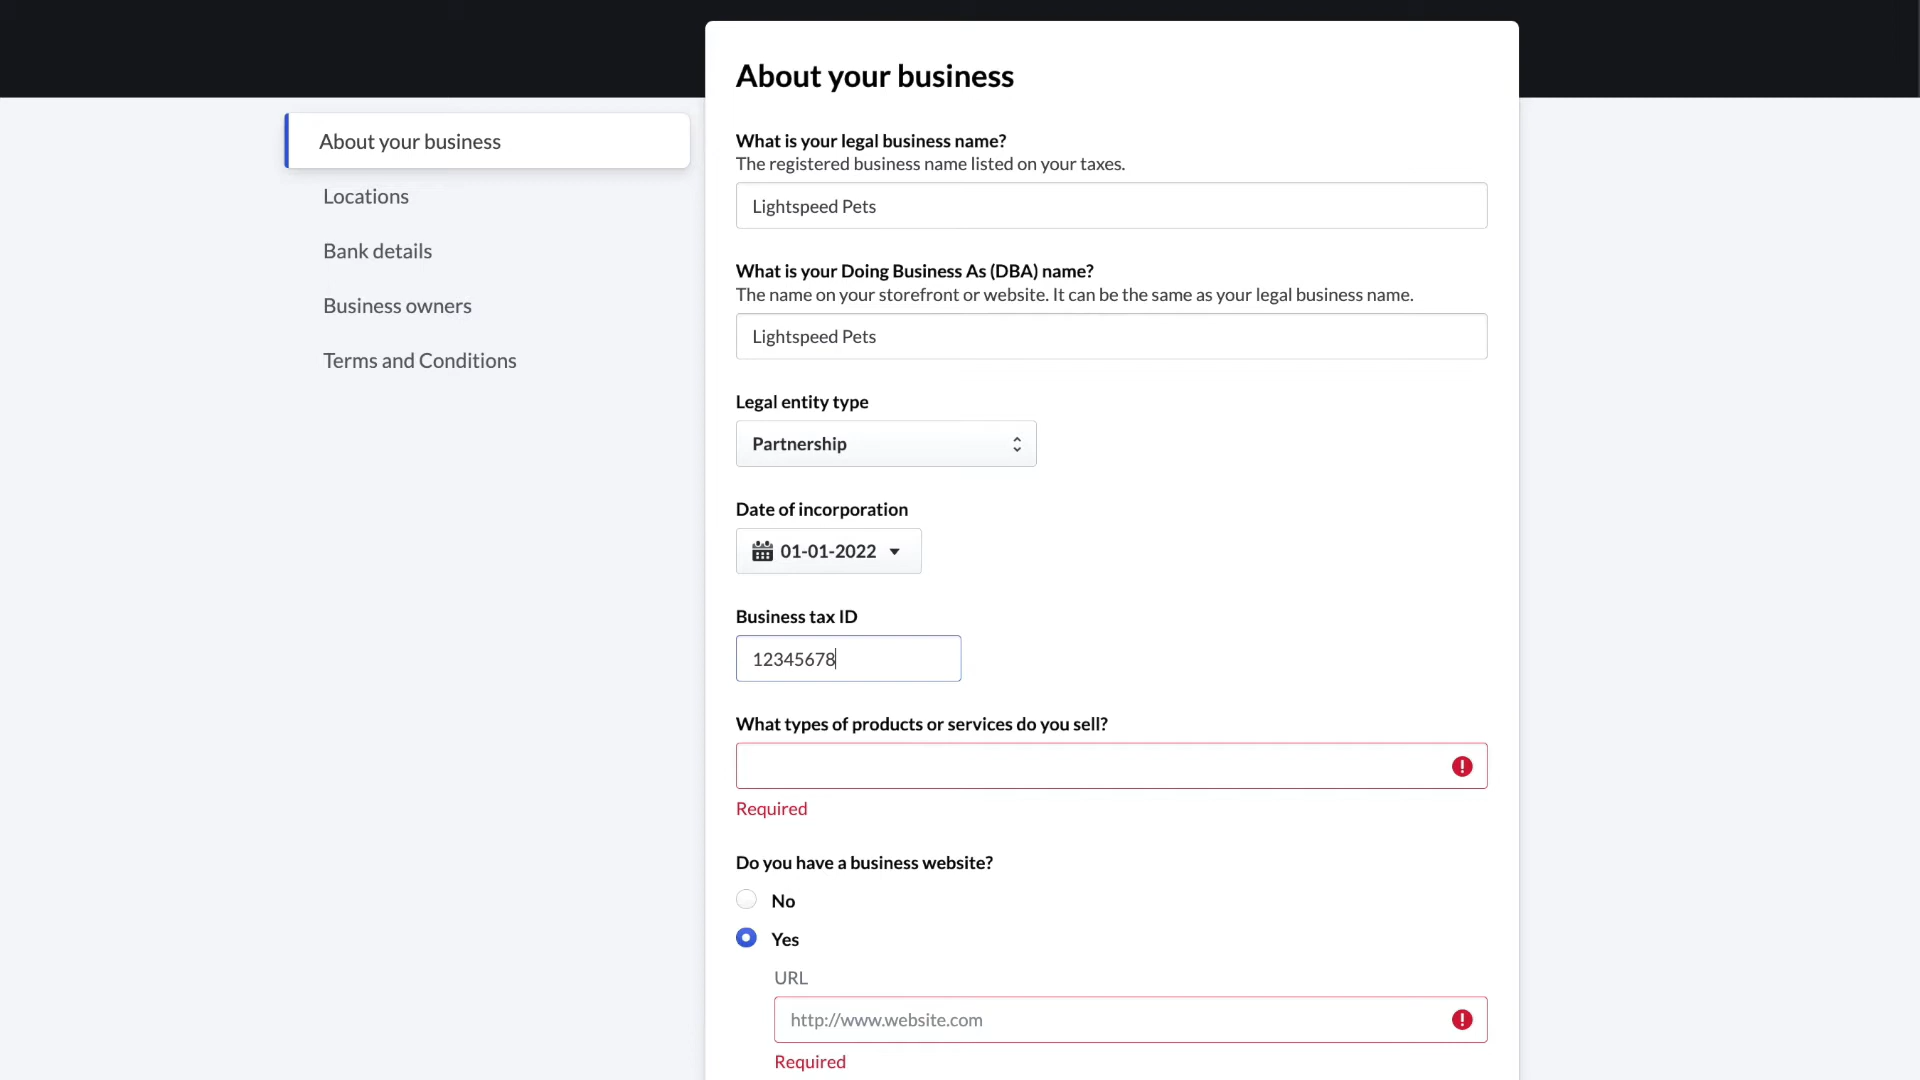 About your business
About your business
Locations
Bank details
Business owners
Terms and Conditions
What is your legal business name?
The registered business name listed on your taxes.
Lightspeed Pets
What is your Doing Business As (DBA) name?
The name on your storefront or website. It can be the same as your legal business name.
Lightspeed Pets
Legal entity type
Partnership
Date of incorporation
01-01-2022
Business tax ID
12345678
What types of products or services do you sell?
Required
Do you have a business website?
No
Yes
URL
http://www.website.com
Required